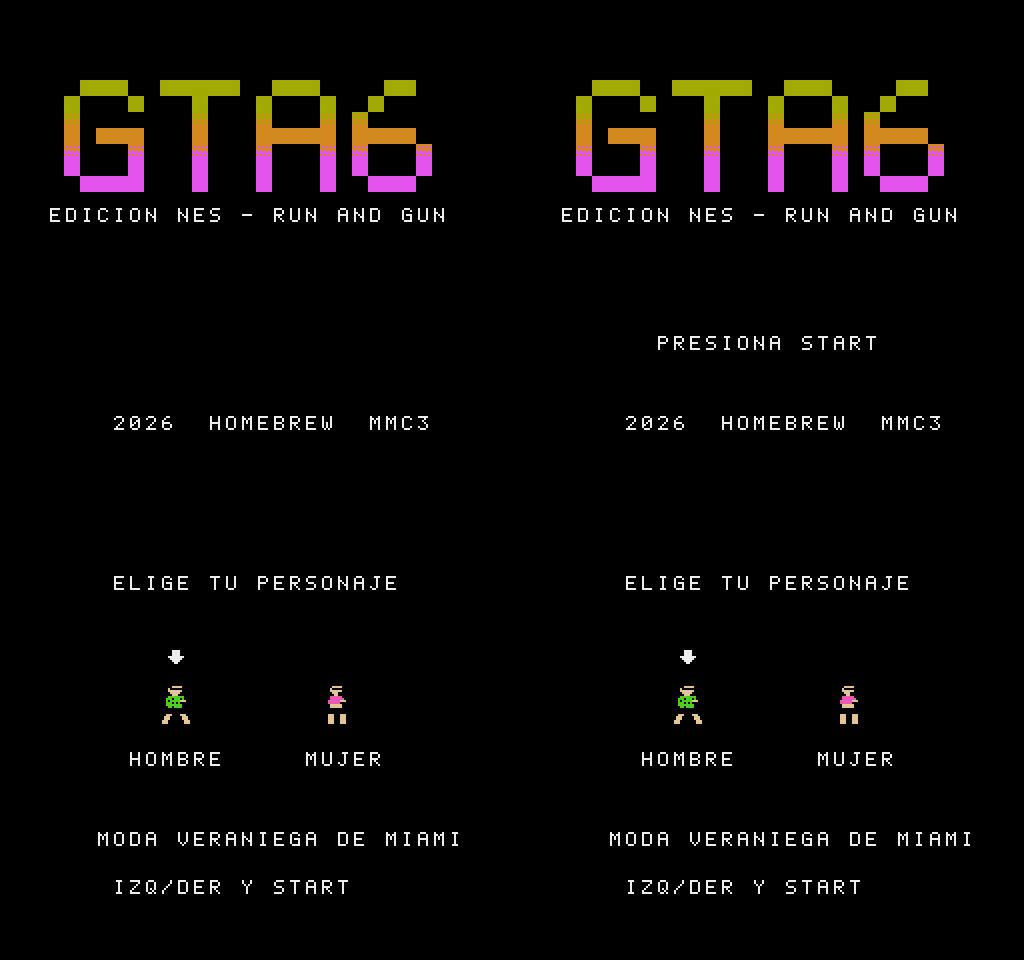 GTA6 GTA6
EDICION NES - RUN AND GUN EDICION NES - RUN AND GUN
PRESIONA START
2026 HOMEBREW MMC3 2026 HOMEBREW MMC3
ELIGE TU PERSONAJE ELIGE TU PERSONAJE
HOMBRE MUJER HOMBRE MUJER
MODA VERANIEGA DE MIAMI MODA VERANIEGA DE MIAMI
IZQ/DER Y START IZQ/DER Y START